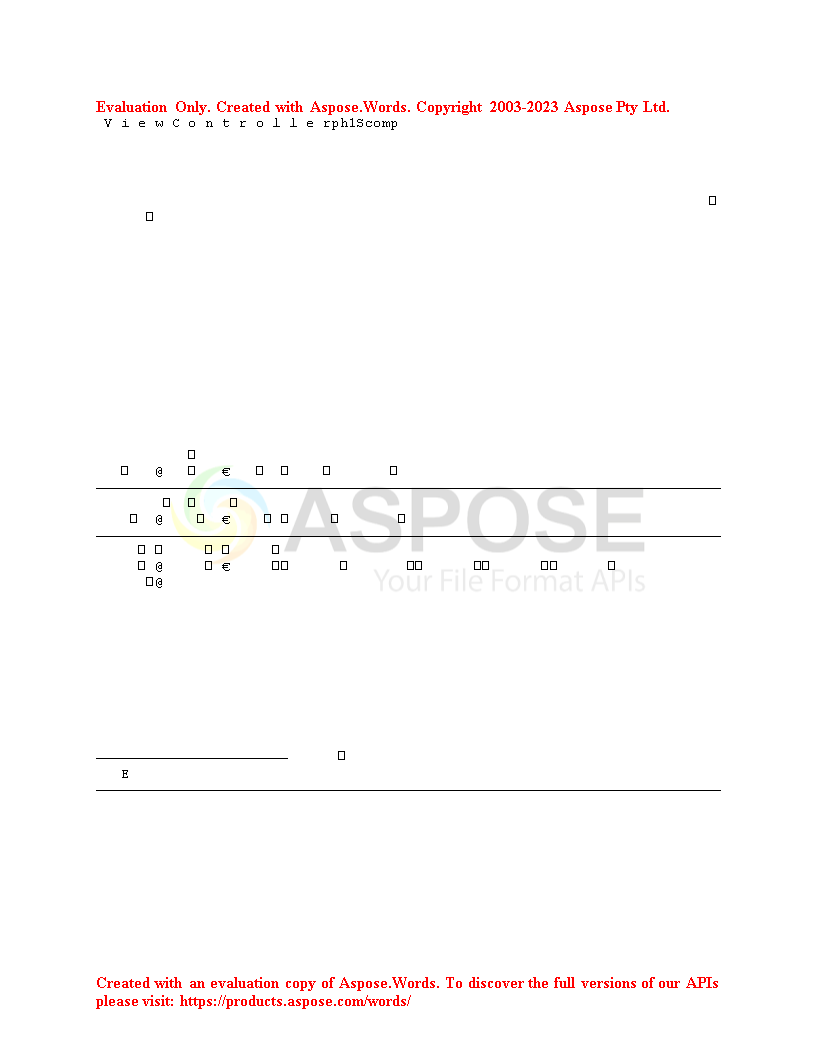 Evaluation Only. Created with Aspose.Words. Copyright 2003-2023 Aspose Pty Ltd.
V i e w C o n t r o l l e rph1Scomp
□
□
□
□ @ □ € □ □ □ □
□ □ □
□ @ □ € □ □ □ □
□ □ □ □ □
□ @ □ € □□ □ □□ □□ □□ □
□@
ASPOSE
Your File Format APIs
□
E
Created with an evaluation copy of Aspose.Words. To discover the full versions of our APIs
please visit: https://products.aspose.com/words/